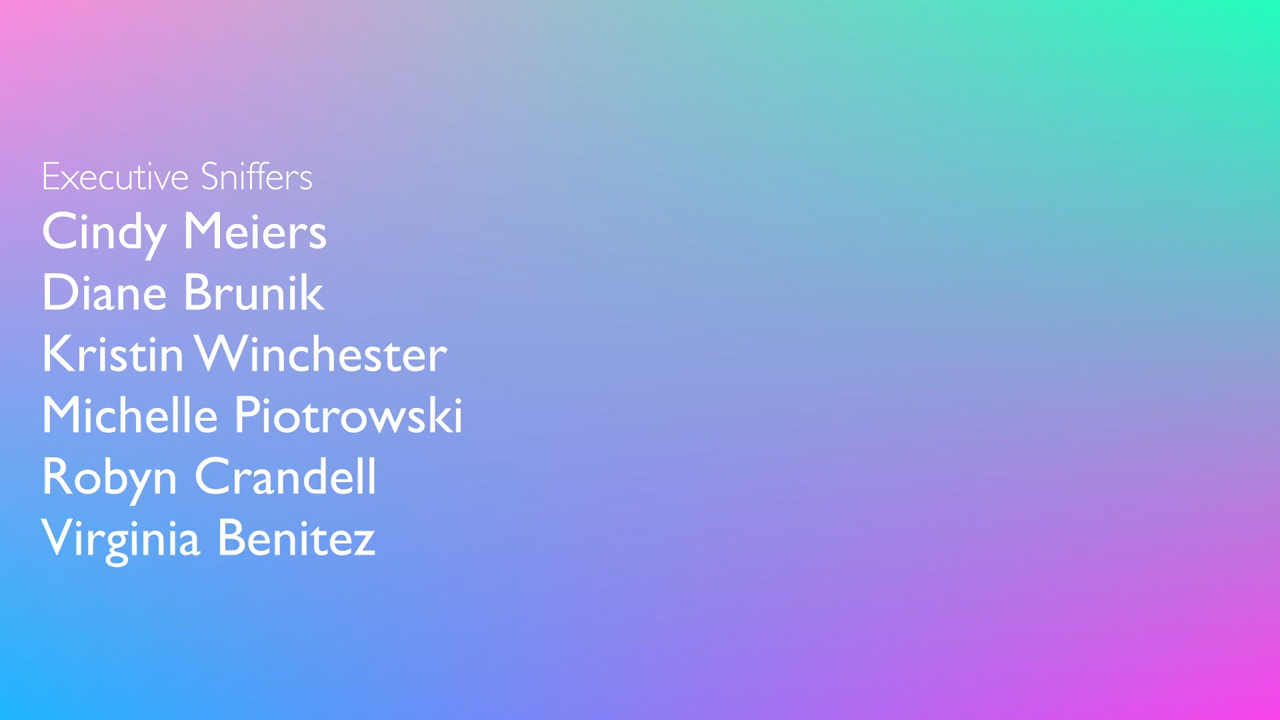 Executive Sniffers
Cindy Meiers
Diane Brunik
Kristin Winchester
Michelle Piotrowski
Robyn Crandell
Virginia Benitez